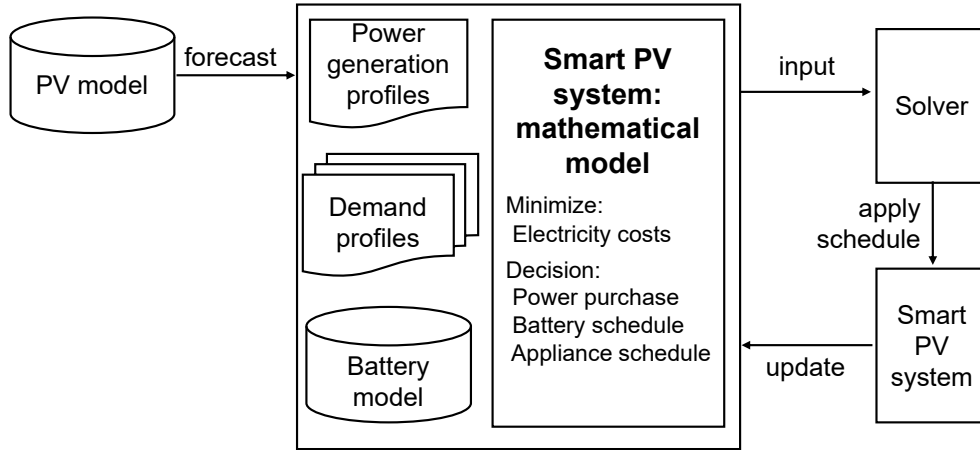 PV model
forecast
Power
generation
profiles
Demand
profiles
Battery
model
Smart PV
system:
mathematical
model
Minimize:
Electricity costs
Decision:
Power purchase
Battery schedule
Appliance schedule
input
Solver
apply
schedule
Smart
PV
system
update